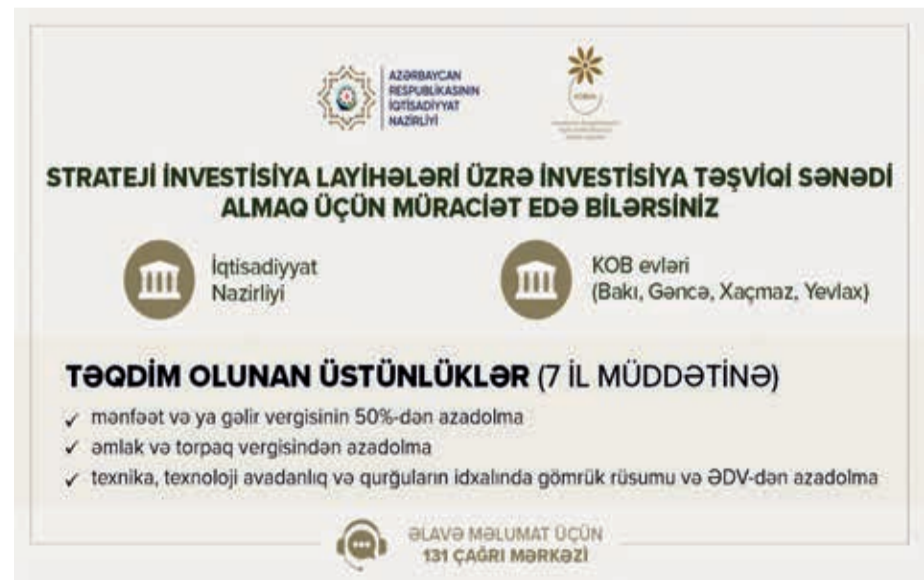 AZƏRBAYCAN
RESPUBLİKASININ
İQTİSADİYYAT
NAZİRLİYİ
KOBİA
STRATEJİ İNVESTİSİYA LAYİHƏLƏRİ ÜZRƏ İNVESTİSİYA TƏŞVİQİ SƏNƏDİ
ALMAQ ÜÇÜN MÜRACİƏT EDƏ BİLƏRSİNİZ
İqtisadiyyat
Nazirliyi
KOB evləri
(Bakı, Gəncə, Xaçmaz, Yevlax)
TƏQDİM OLUNAN ÜSTÜNLÜKLƏR (7 İL MÜDDƏTİNƏ)
✓ mənfəət və ya gəlir vergisinin 50%-dən azadolma
✓ əmlak və torpaq vergisindən azadolma
✓ texnika, texnoloji avadanlıq və qurğuların idxalında gömrük rüsumu və ƏDV-dən azadolma
ƏLAVƏ MƏLUMAT ÜÇÜN
131 ÇAĞRI MƏRKƏZİ